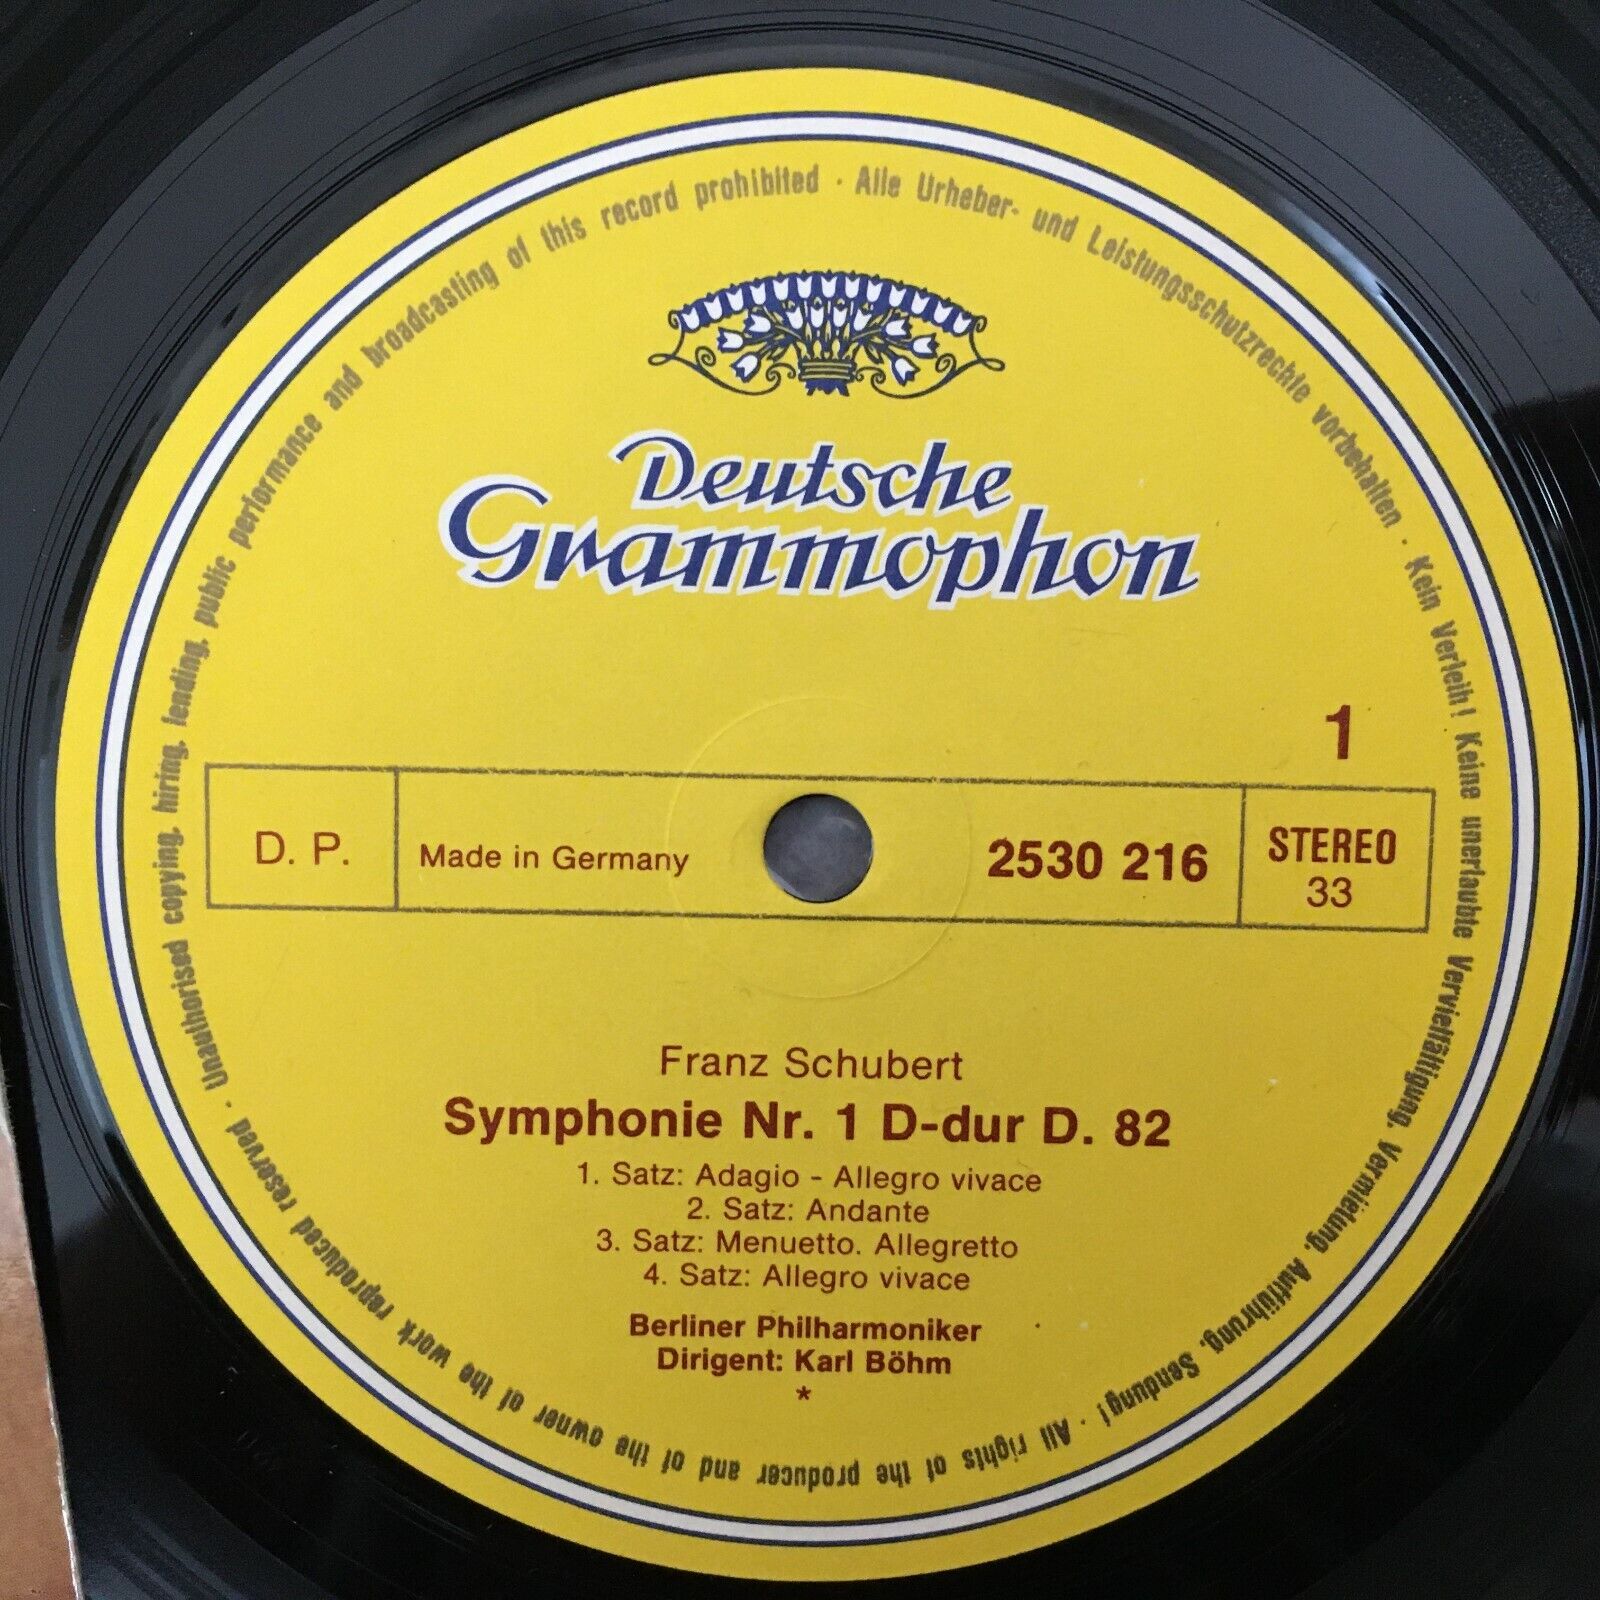 Deutsche
Grammophon
1
D. P.
Made in Germany
2530 216
STEREO
33
Franz Schubert
Symphonie Nr. 1 D-dur D. 82
1. Satz: Adagio - Allegro vivace
2. Satz: Andante
3. Satz: Menuetto. Allegretto
4. Satz: Allegro vivace
Berliner Philharmoniker
Dirigent: Karl Böhm
*
Alle Urheber- und Leistungsschutzrechte vorbehalten · Kein Verleih! Keine unerlaubte Vervielfältigung, Vermietung, Aufführung, Sendung! · All rights of the producer and of the owner of the work reproduced reserved · Unauthorised copying, hiring, lending, public performance and broadcasting of this record prohibited ·